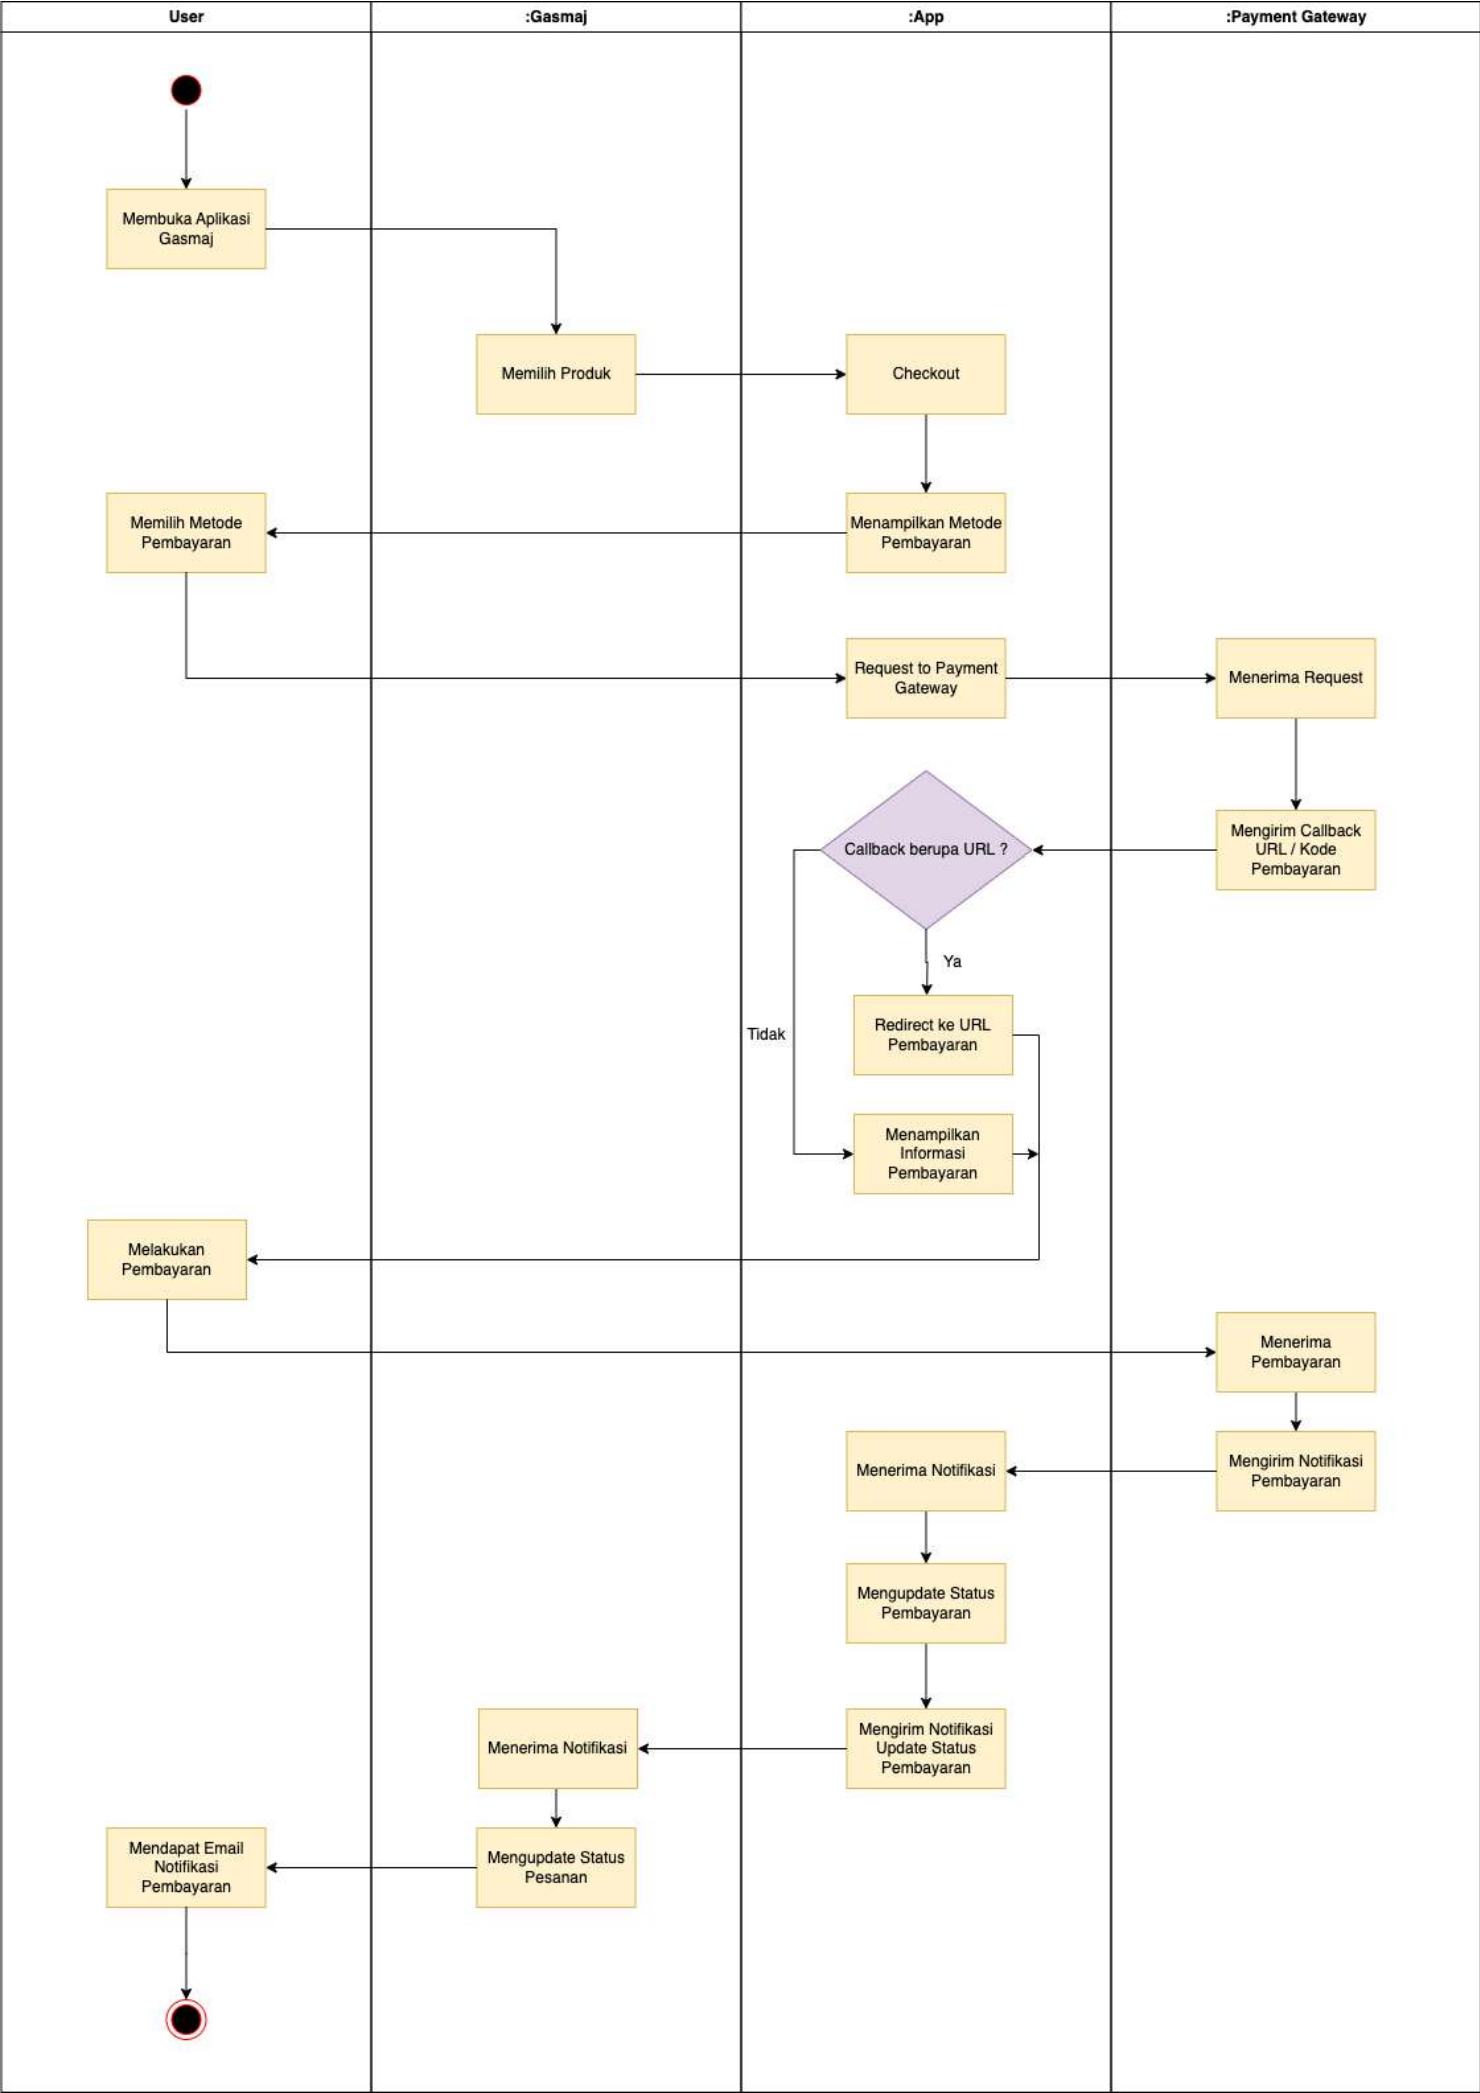 User
:Gasmaj
:App
:Payment Gateway
Membuka Aplikasi
Gasmaj
Memilih Produk
Checkout
Memilih Metode
Pembayaran
Menampilkan Metode
Pembayaran
Request to Payment
Gateway
Menerima Request
Callback berupa URL ?
Mengirim Callback
URL / Kode
Pembayaran
Ya
Tidak
Redirect ke URL
Pembayaran
Menampilkan
Informasi
Pembayaran
Melakukan
Pembayaran
Menerima
Pembayaran
Menerima Notifikasi
Mengirim Notifikasi
Pembayaran
Mengupdate Status
Pembayaran
Menerima Notifikasi
Mengirim Notifikasi
Update Status
Pembayaran
Mendapat Email
Notifikasi
Pembayaran
Mengupdate Status
Pesanan